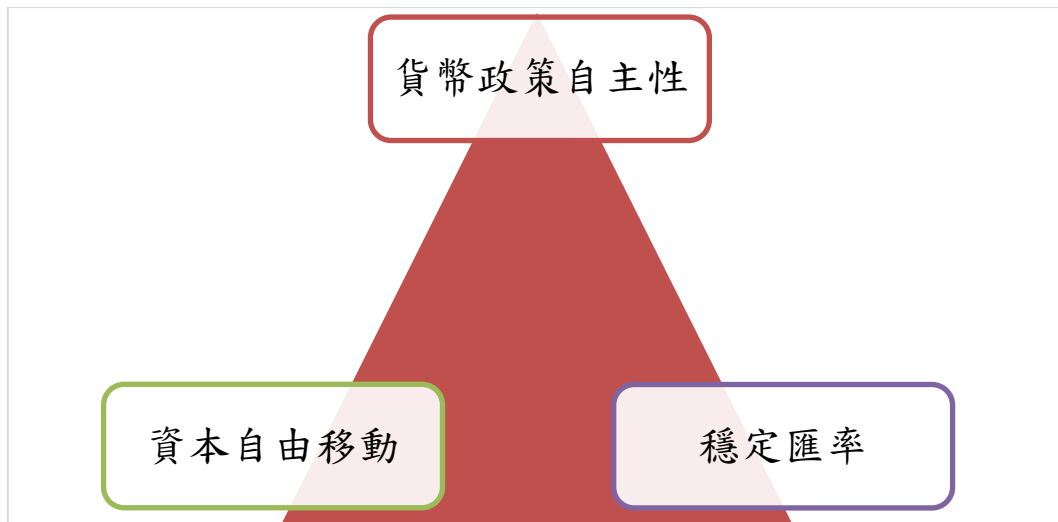 貨幣政策自主性
資本自由移動
穩定匯率